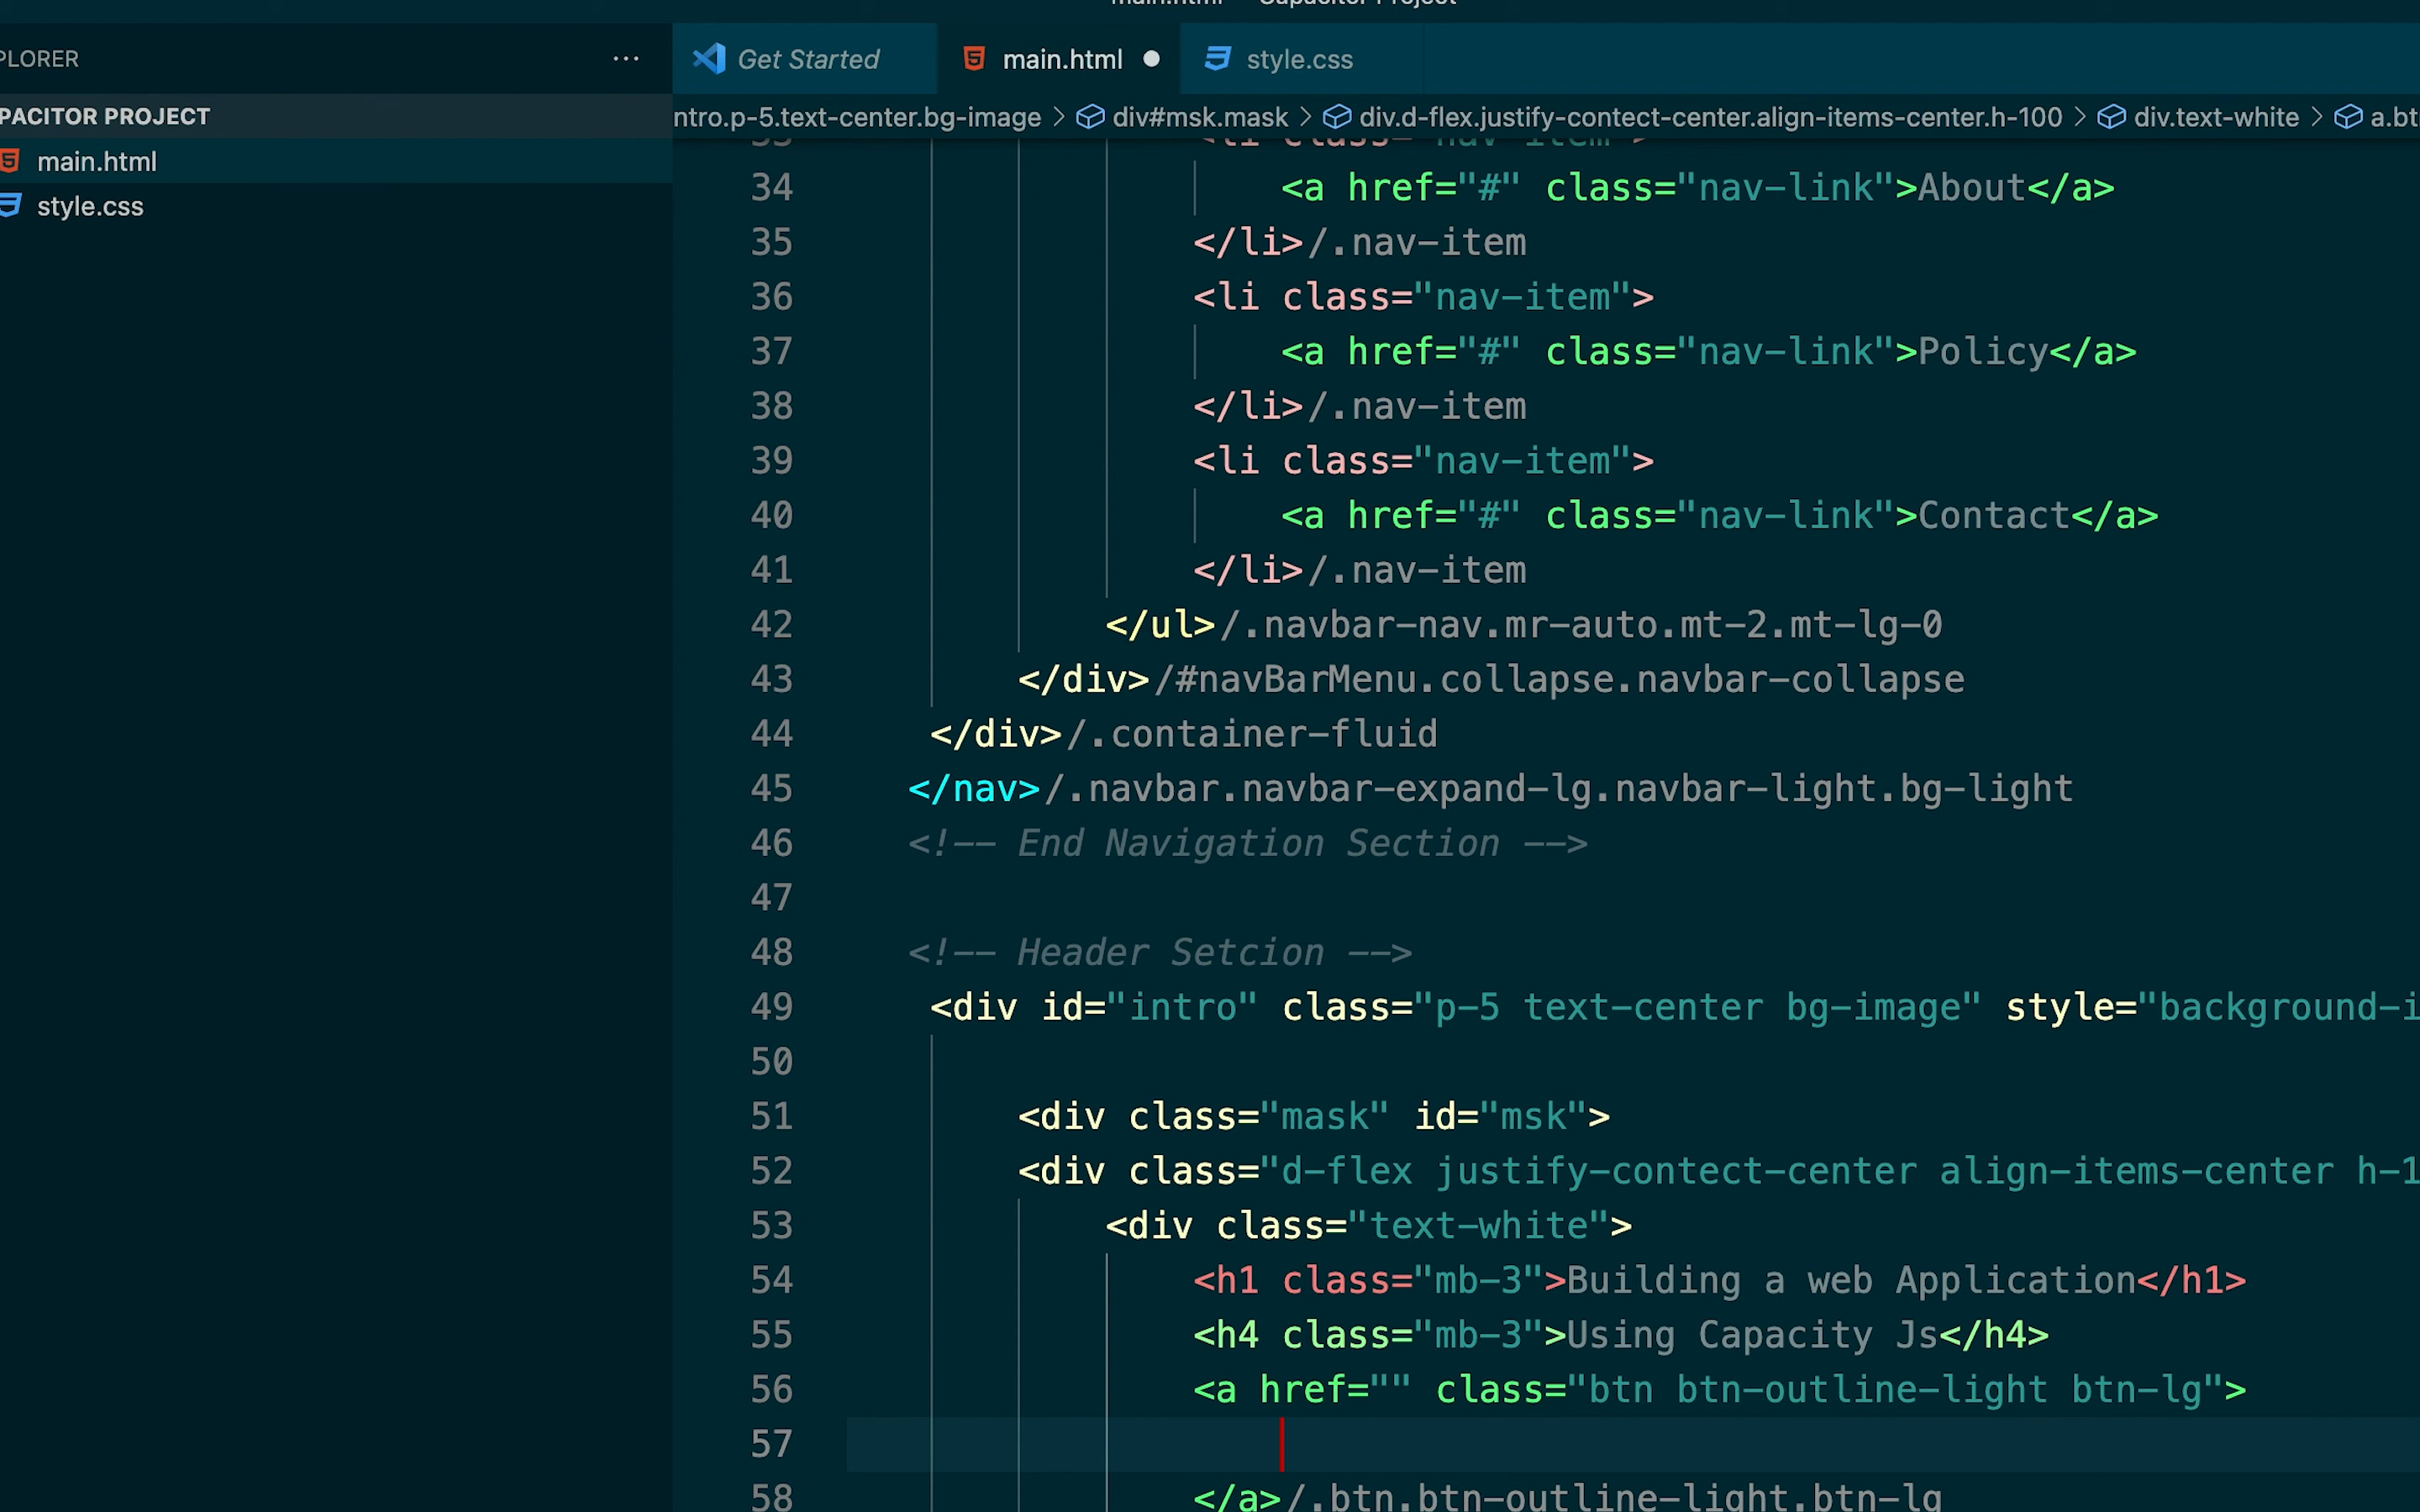 main.html — Capacitor Project
PLORER ...
Get Started main.html style.css
PACITOR PROJECT
ntro.p-5.text-center.bg-image > div#msk.mask > div.d-flex.justify-contect-center.align-items-center.h-100 > div.text-white > a.bt
main.html
style.css
33 <li class="nav-item">
34 <a href="#" class="nav-link">About</a>
35 </li>/.nav-item
36 <li class="nav-item">
37 <a href="#" class="nav-link">Policy</a>
38 </li>/.nav-item
39 <li class="nav-item">
40 <a href="#" class="nav-link">Contact</a>
41 </li>/.nav-item
42 </ul>/.navbar-nav.mr-auto.mt-2.mt-lg-0
43 </div>/#navBarMenu.collapse.navbar-collapse
44 </div>/.container-fluid
45 </nav>/.navbar.navbar-expand-lg.navbar-light.bg-light
46 <!-- End Navigation Section -->
47
48 <!-- Header Setcion -->
49 <div id="intro" class="p-5 text-center bg-image" style="background-i
50
51 <div class="mask" id="msk">
52 <div class="d-flex justify-contect-center align-items-center h-1
53 <div class="text-white">
54 <h1 class="mb-3">Building a web Application</h1>
55 <h4 class="mb-3">Using Capacity Js</h4>
56 <a href="" class="btn btn-outline-light btn-lg">
57
58 </a>/.btn.btn-outline-light.btn-lg